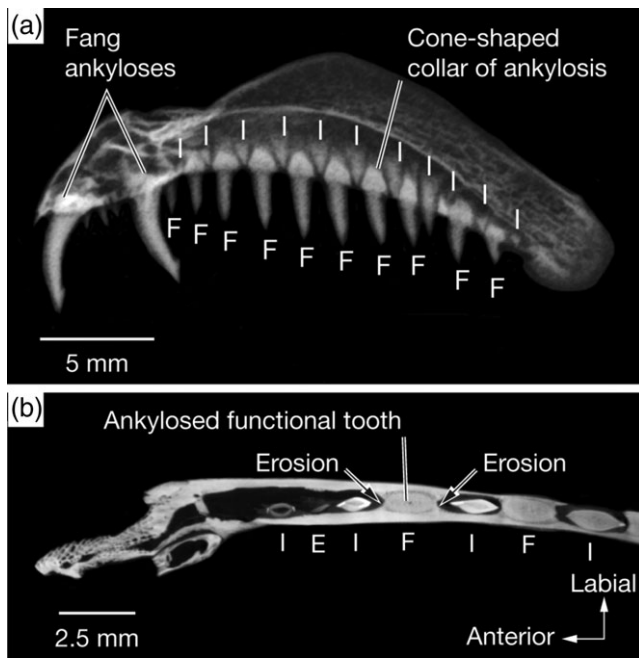 (a)
Fang
ankyloses
Cone-shaped
collar of ankylosis
I I I I I I I I I I I
F F F F F F F F F F
5 mm
(b)
Ankylosed functional tooth
Erosion
Erosion
I E I F I F I
2.5 mm
Labial
Anterior